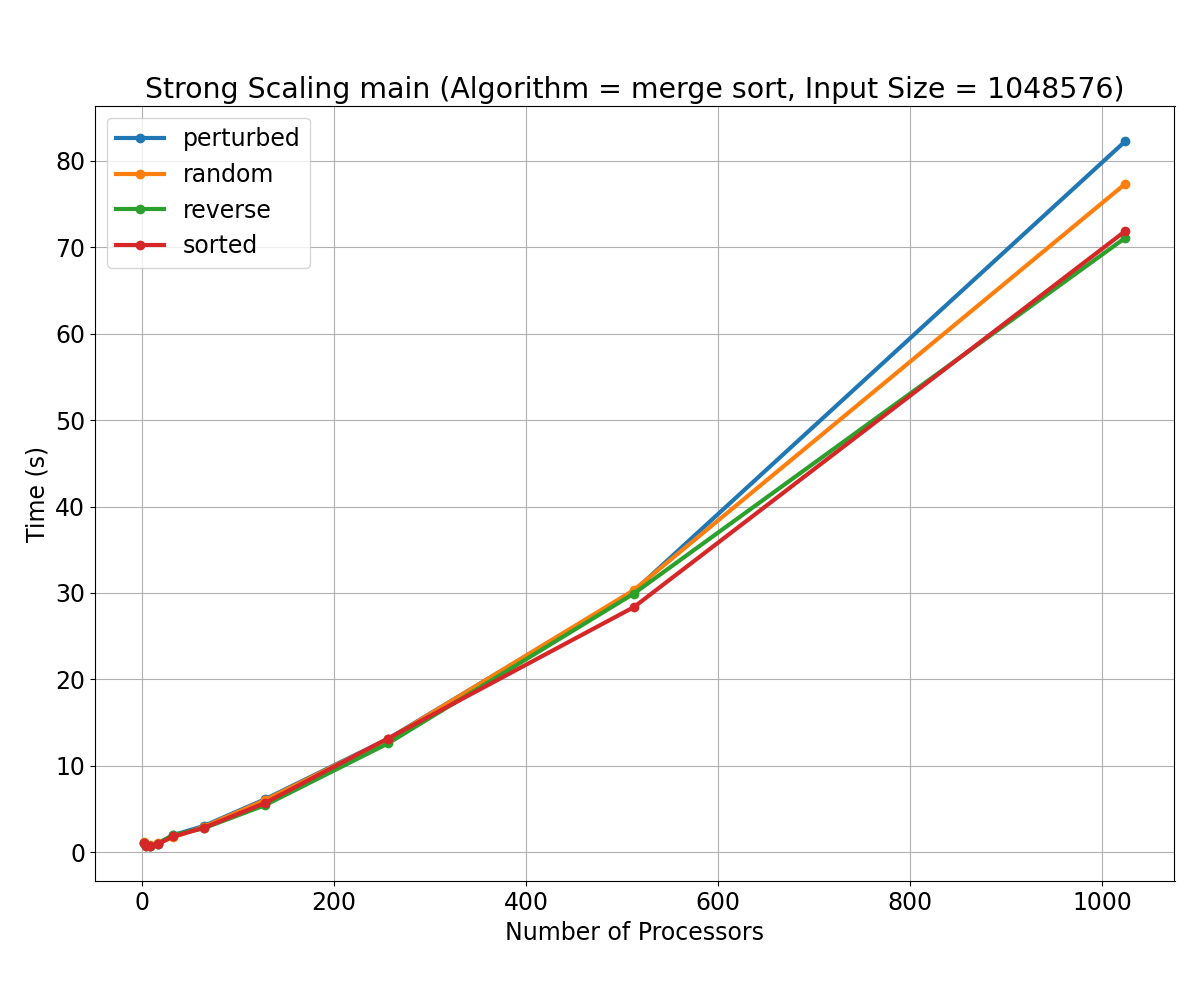 Strong Scaling main (Algorithm = merge sort, Input Size = 1048576)
perturbed
random
reverse
sorted
80
70
60
50
40
30
20
10
0
Time (s)
0 200 400 600 800 1000
Number of Processors